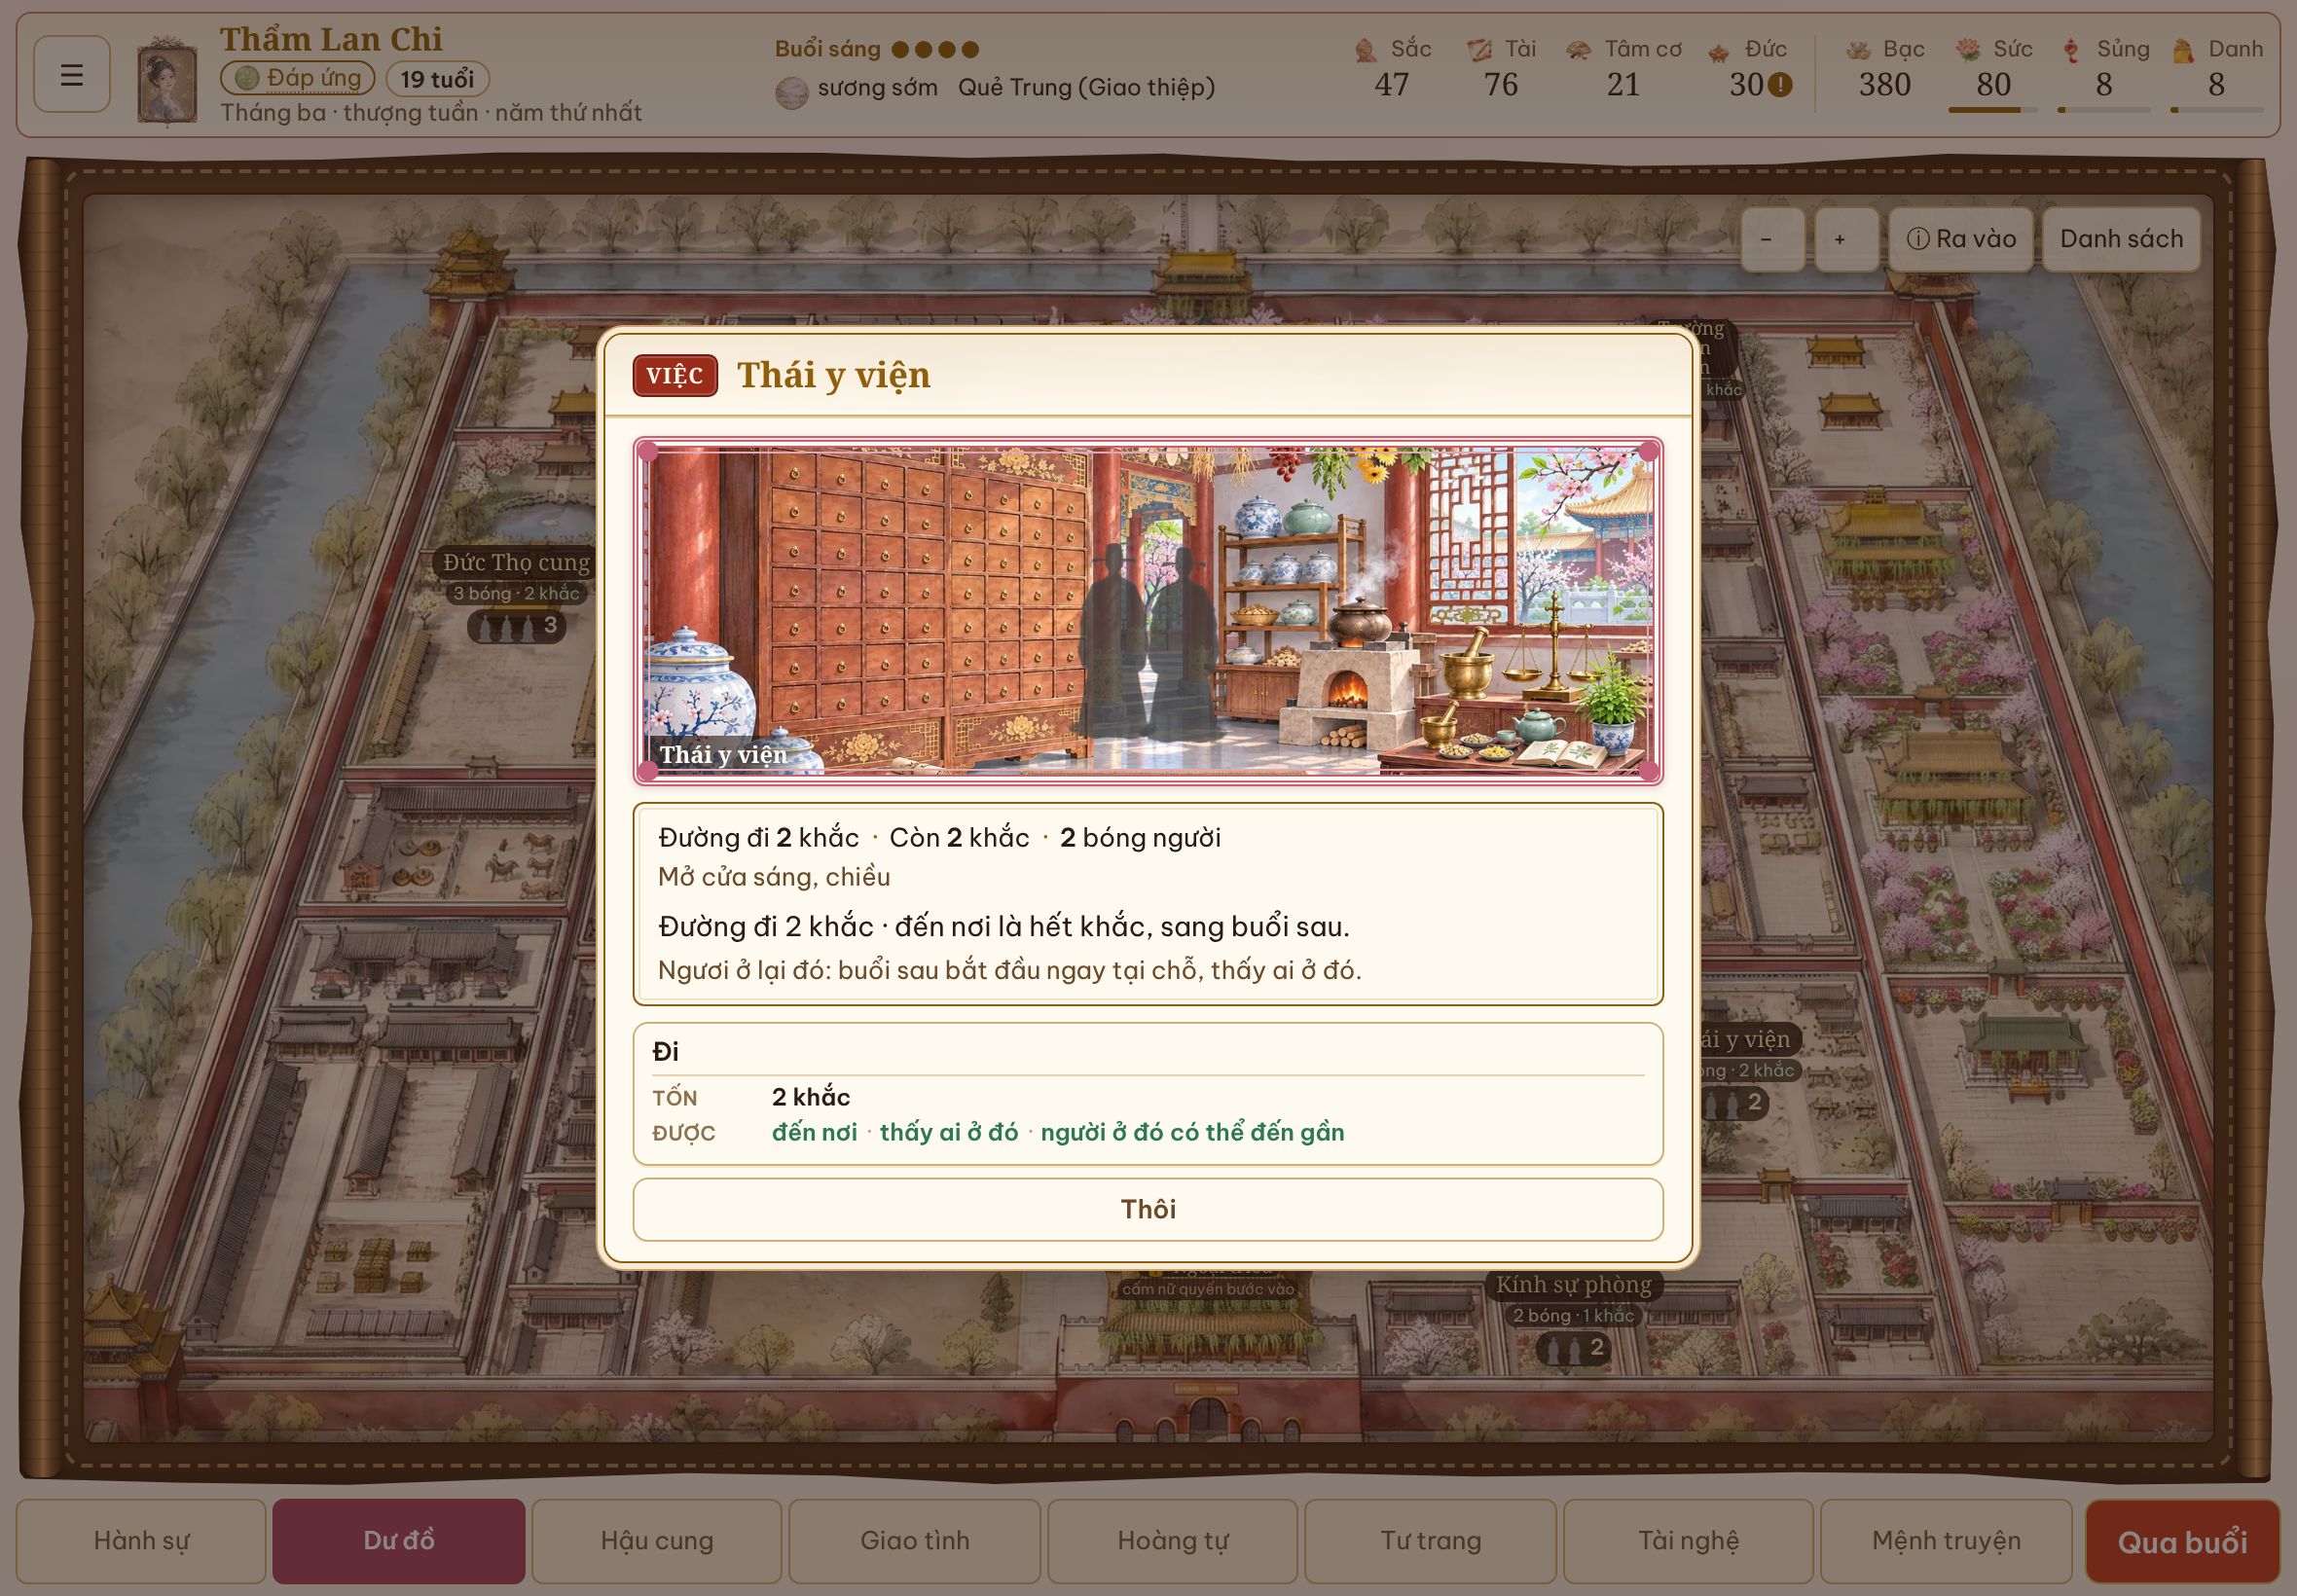 ☰
Thẩm Lan Chi
Đáp ứng
19 tuổi
Tháng ba · thượng tuần · năm thứ nhất
Buổi sáng
sương sớm Quẻ Trung (Giao thiệp)
Sắc
47
Tài
76
Tâm cơ
21
Đức
30 !
Bạc
380
Sức
80
Sủng
8
Danh
8
−
+
ⓘ Ra vào
Danh sách
Đức Thọ cung
3 bóng · 2 khắc
3
khắc
VIỆC
Thái y viện
Thái y viện
Đường đi 2 khắc · Còn 2 khắc · 2 bóng người
Mở cửa sáng, chiều
Đường đi 2 khắc · đến nơi là hết khắc, sang buổi sau.
Ngươi ở lại đó: buổi sau bắt đầu ngay tại chỗ, thấy ai ở đó.
Đi
TỐN 2 khắc
ĐƯỢC đến nơi · thấy ai ở đó · người ở đó có thể đến gần
Thôi
y viện
· 2 khắc
2
cấm nữ quyến bước vào
Kính sự phòng
2 bóng · 1 khắc
2
Hành sự
Dư đồ
Hậu cung
Giao tình
Hoàng tự
Tư trang
Tài nghệ
Mệnh truyện
Qua buổi